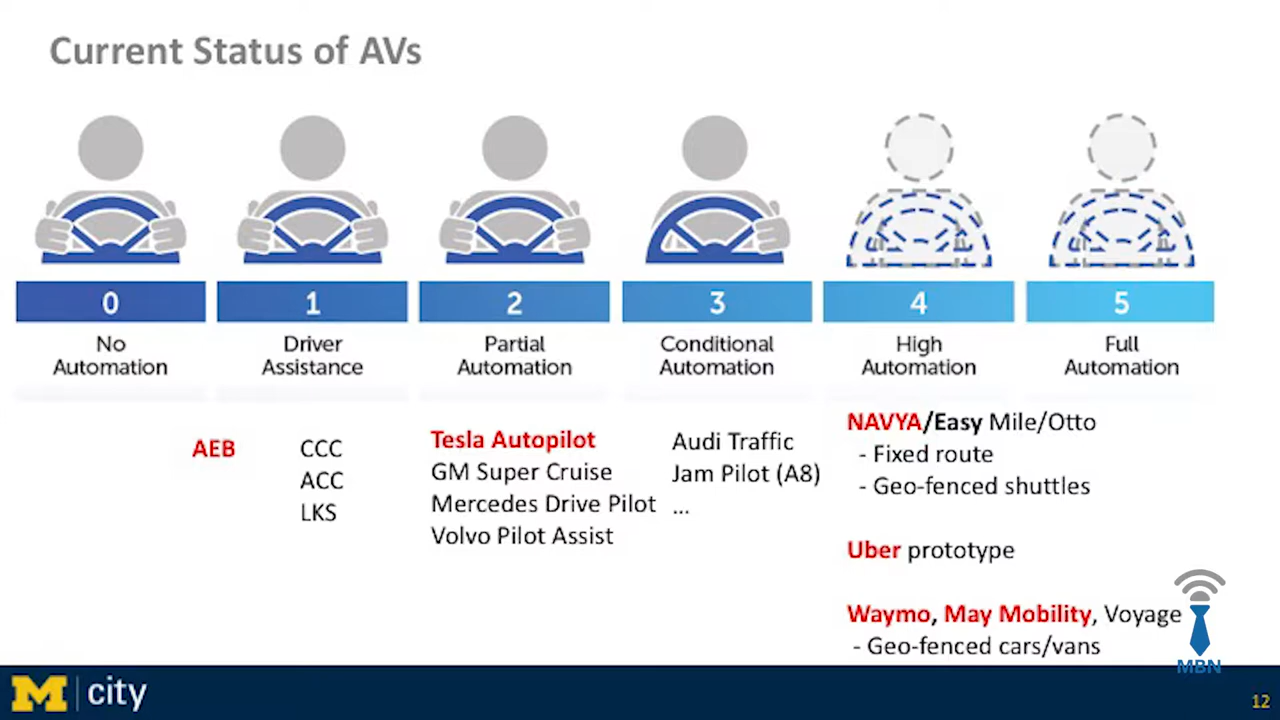 Current Status of AVs
0
1
2
3
4
5
No
Automation
Driver
Assistance
Partial
Automation
Conditional
Automation
High
Automation
Full
Automation
AEB
CCC
ACC
LKS
Tesla Autopilot
GM Super Cruise
Mercedes Drive Pilot
Volvo Pilot Assist
Audi Traffic
Jam Pilot (A8)
...
NAVYA/Easy Mile/Otto
- Fixed route
- Geo-fenced shuttles
Uber prototype
Waymo, May Mobility, Voyage
- Geo-fenced cars/vans
MBN
M city
12